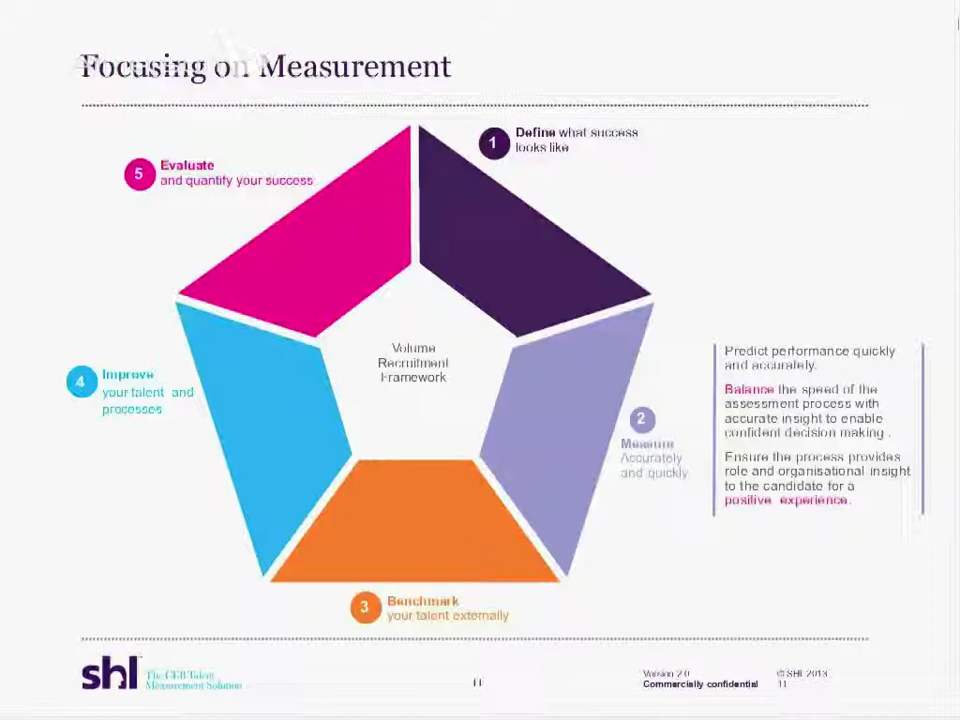 Focusing on Measurement
1
Define what success
looks like
5
Evaluate
and quantify your success
Volume
Recruitment
Framework
Predict performance quickly
and accurately.
Balance the speed of the
assessment process with
accurate insight to enable
confident decision making .
Ensure the process provides
role and organisational insight
to the candidate for a
positive experience.
4
Improve
your talent and
processes
2
Measure
Accurately
and quickly
3
Benchmark
your talent externally
shl
The CEB Talent
Measurement Solution
11
Version 2.0
Commercially confidential
© SHL 2013
11